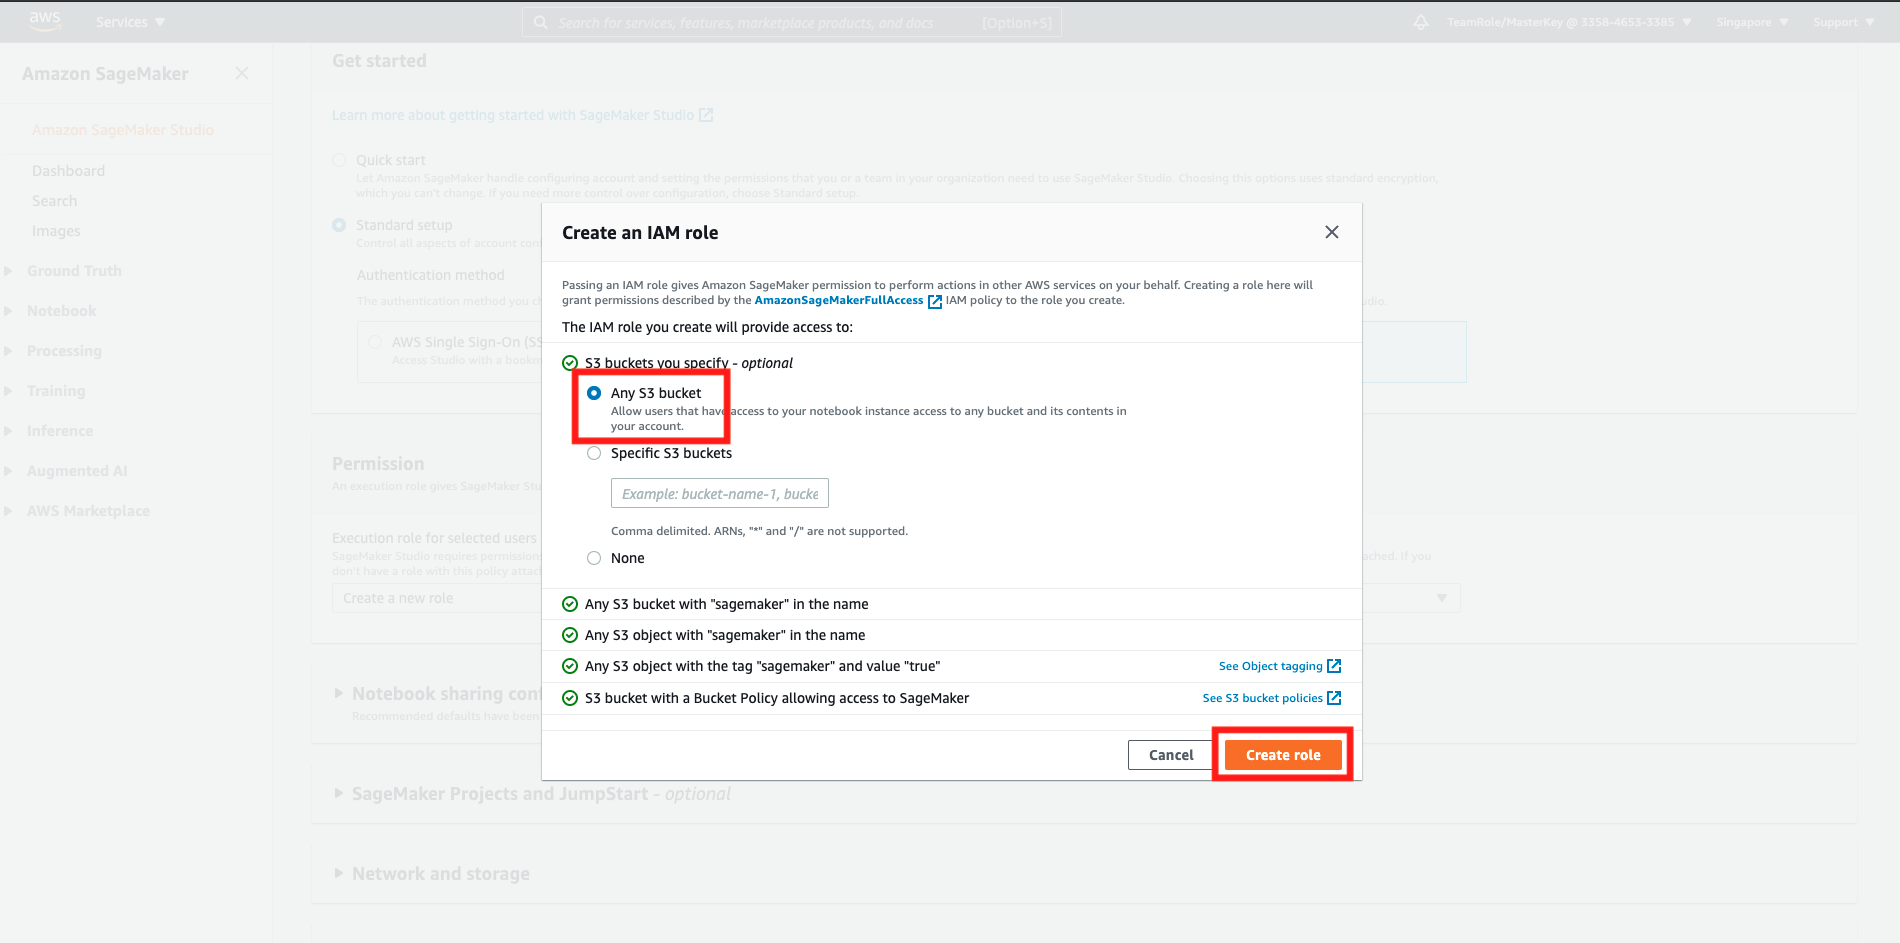 aws
Services
Search for services, features, marketplace products, and docs
[Option+S]
TeamRole/MasterKey @ 3358-4653-3385
Singapore
Support
Amazon SageMaker
Amazon SageMaker Studio
Dashboard
Search
Images
Ground Truth
Notebook
Processing
Training
Inference
Augmented AI
AWS Marketplace
Get started
Learn more about getting started with SageMaker Studio
Quick start
Let Amazon SageMaker handle configuring account and setting the permissions that you or a team in your organization need to use SageMaker Studio. Choosing this options uses standard encryption,
which you can't change. If you need more control over configuration, choose Standard setup.
Standard setup
Control all aspects of account
Authentication method
The authentication method you
AWS Single Sign-On
Access Studio with a
Permission
An execution role gives SageMaker
Execution role for selected users
SageMaker Studio requires
If you
don't have a role with this policy
Create a new role
Notebook sharing
Recommended defaults have been
SageMaker Projects and JumpStart - optional
Network and storage
Create an IAM role
Passing an IAM role gives Amazon SageMaker permission to perform actions in other AWS services on your behalf. Creating a role here will
grant permissions described by the AmazonSageMakerFullAccess IAM policy to the role you create.
The IAM role you create will provide access to:
S3 buckets you specify - optional
Any S3 bucket
Allow users that have access to your notebook instance access to any bucket and its contents in
your account.
Specific S3 buckets
Example: bucket-name-1, bucke
Comma delimited. ARNs, "*" and "/" are not supported.
None
Any S3 bucket with "sagemaker" in the name
Any S3 object with "sagemaker" in the name
Any S3 object with the tag "sagemaker" and value "true"
See Object tagging
S3 bucket with a Bucket Policy allowing access to SageMaker
See S3 bucket policies
Cancel
Create role